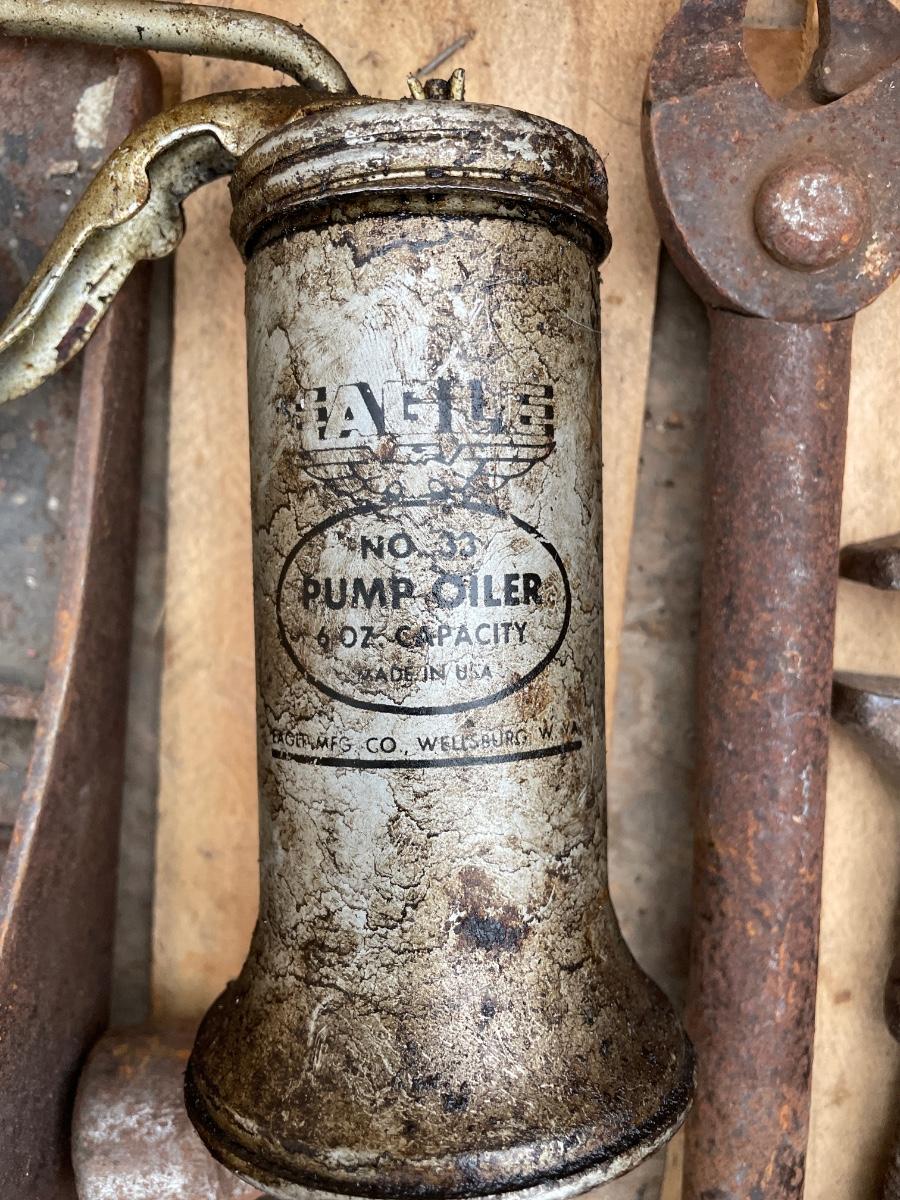 EAGLE
NO. 33
PUMP OILER
6 OZ. CAPACITY
MADE IN USA
EAGLE MFG. CO., WELLSBURG, W. VA.